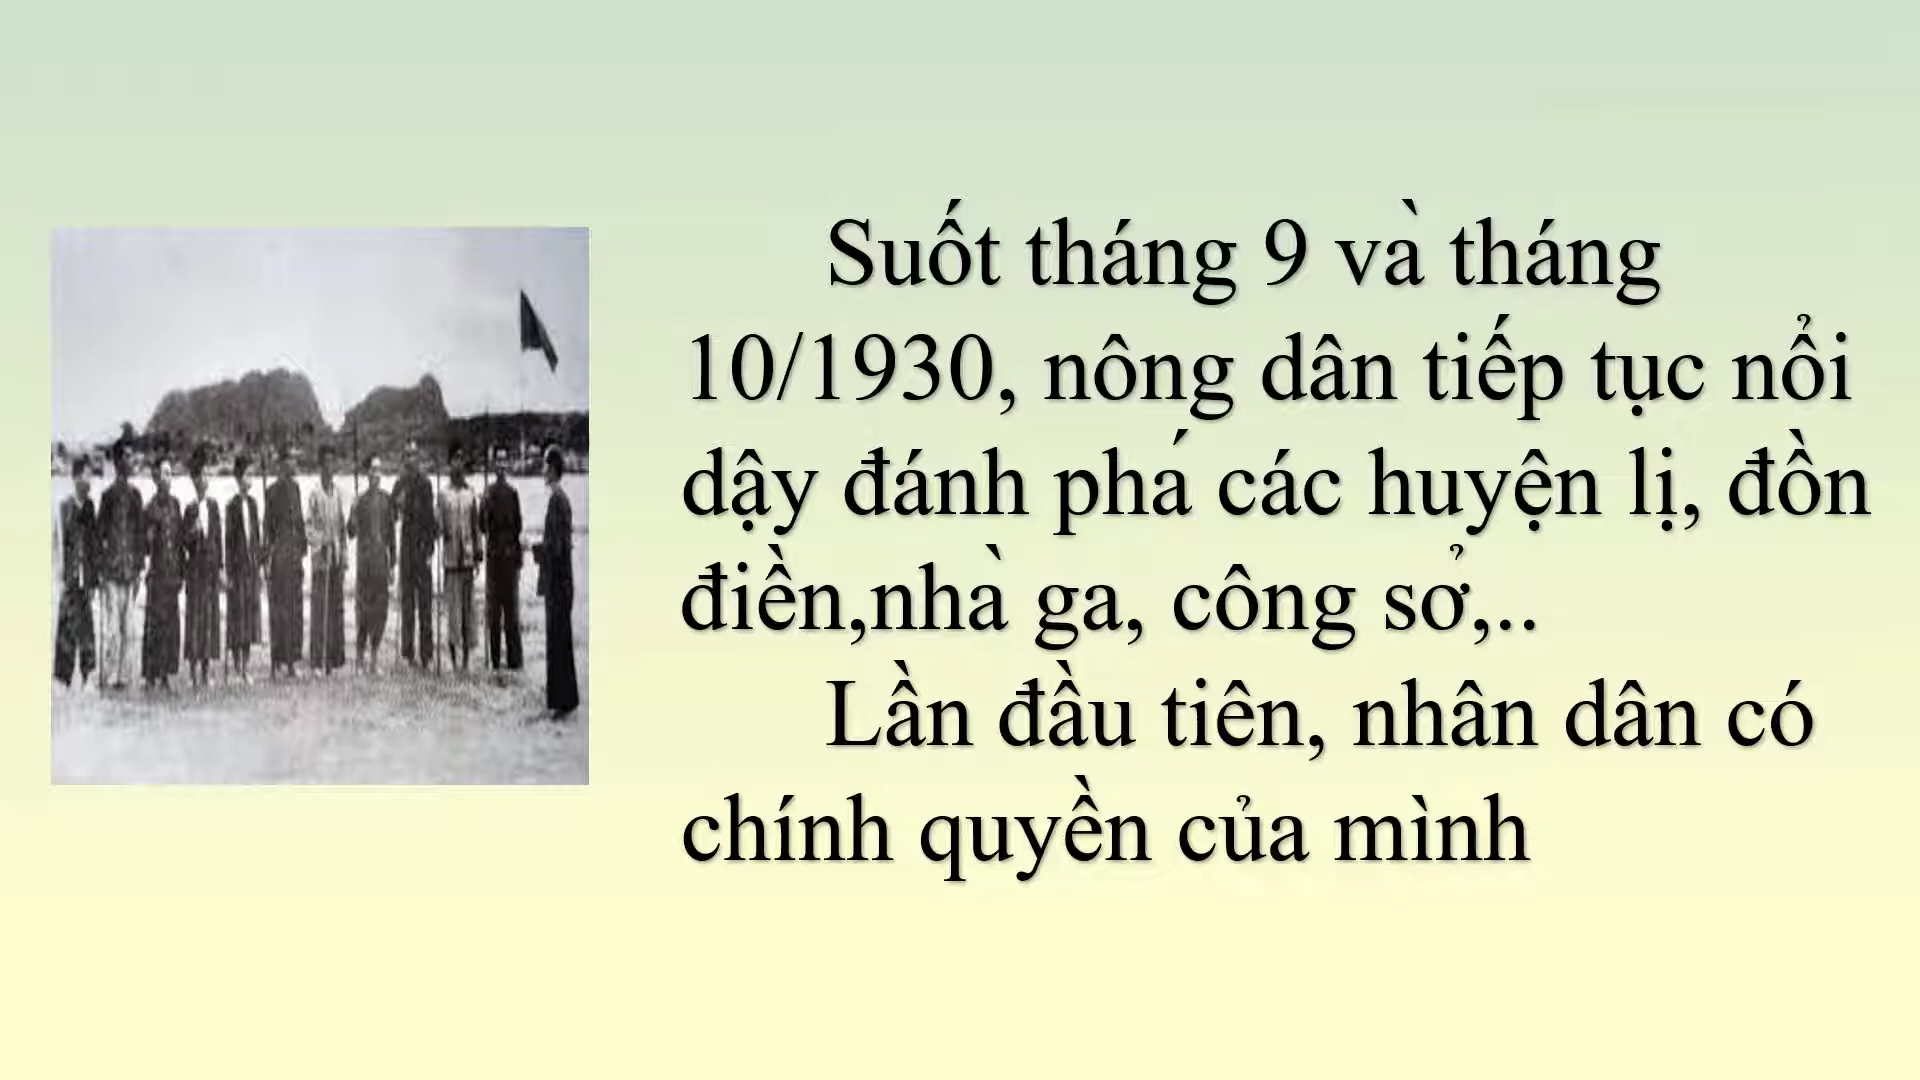 Suốt tháng 9 và tháng
10/1930, nông dân tiếp tục nổi
dậy đánh phá các huyện lị, đồn
điền,nhà ga, công sở,..
Lần đầu tiên, nhân dân có
chính quyền của mình